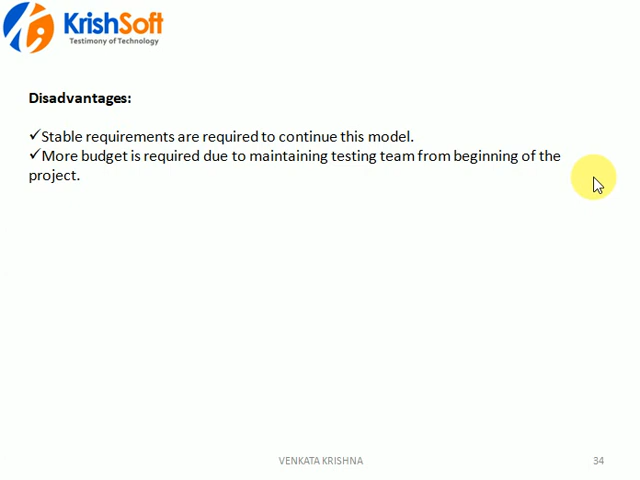 KrishSoft
Testimony of Technology
Disadvantages:
✓Stable requirements are required to continue this model.
✓More budget is required due to maintaining testing team from beginning of the
project.
VENKATA KRISHNA
34